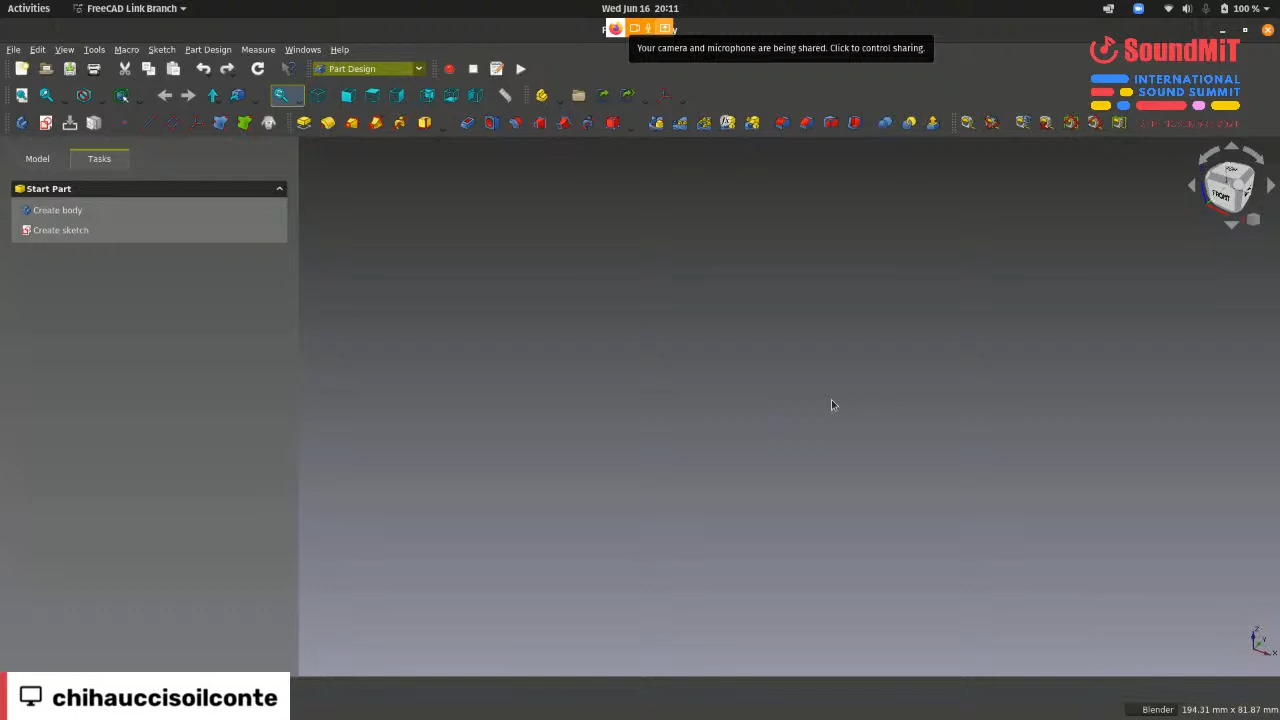 Activities
FreeCAD Link Branch
Wed Jun 16 20:11
100 %
Your camera and microphone are being shared. Click to control sharing.
File Edit View Tools Macro Sketch Part Design Measure Windows Help
SoundMiT
INTERNATIONAL
SOUND SUMMIT
Part Design
Model
Tasks
Start Part
Create body
Create sketch
FRONT
chihauccisoilconte
Blender
194.31 mm x 81.87 mm